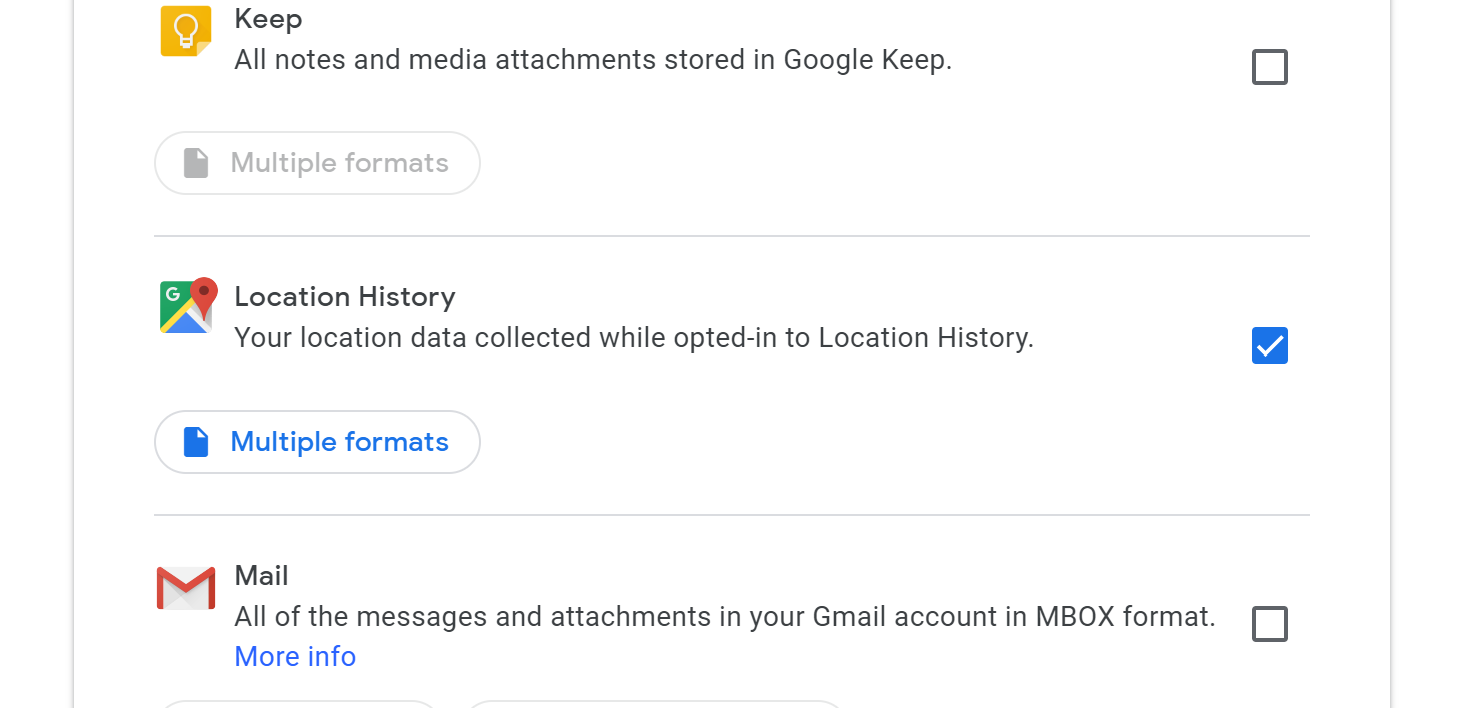 Keep
All notes and media attachments stored in Google Keep.
Multiple formats
G
Location History
Your location data collected while opted-in to Location History.
Multiple formats
Mail
All of the messages and attachments in your Gmail account in MBOX format.
More info